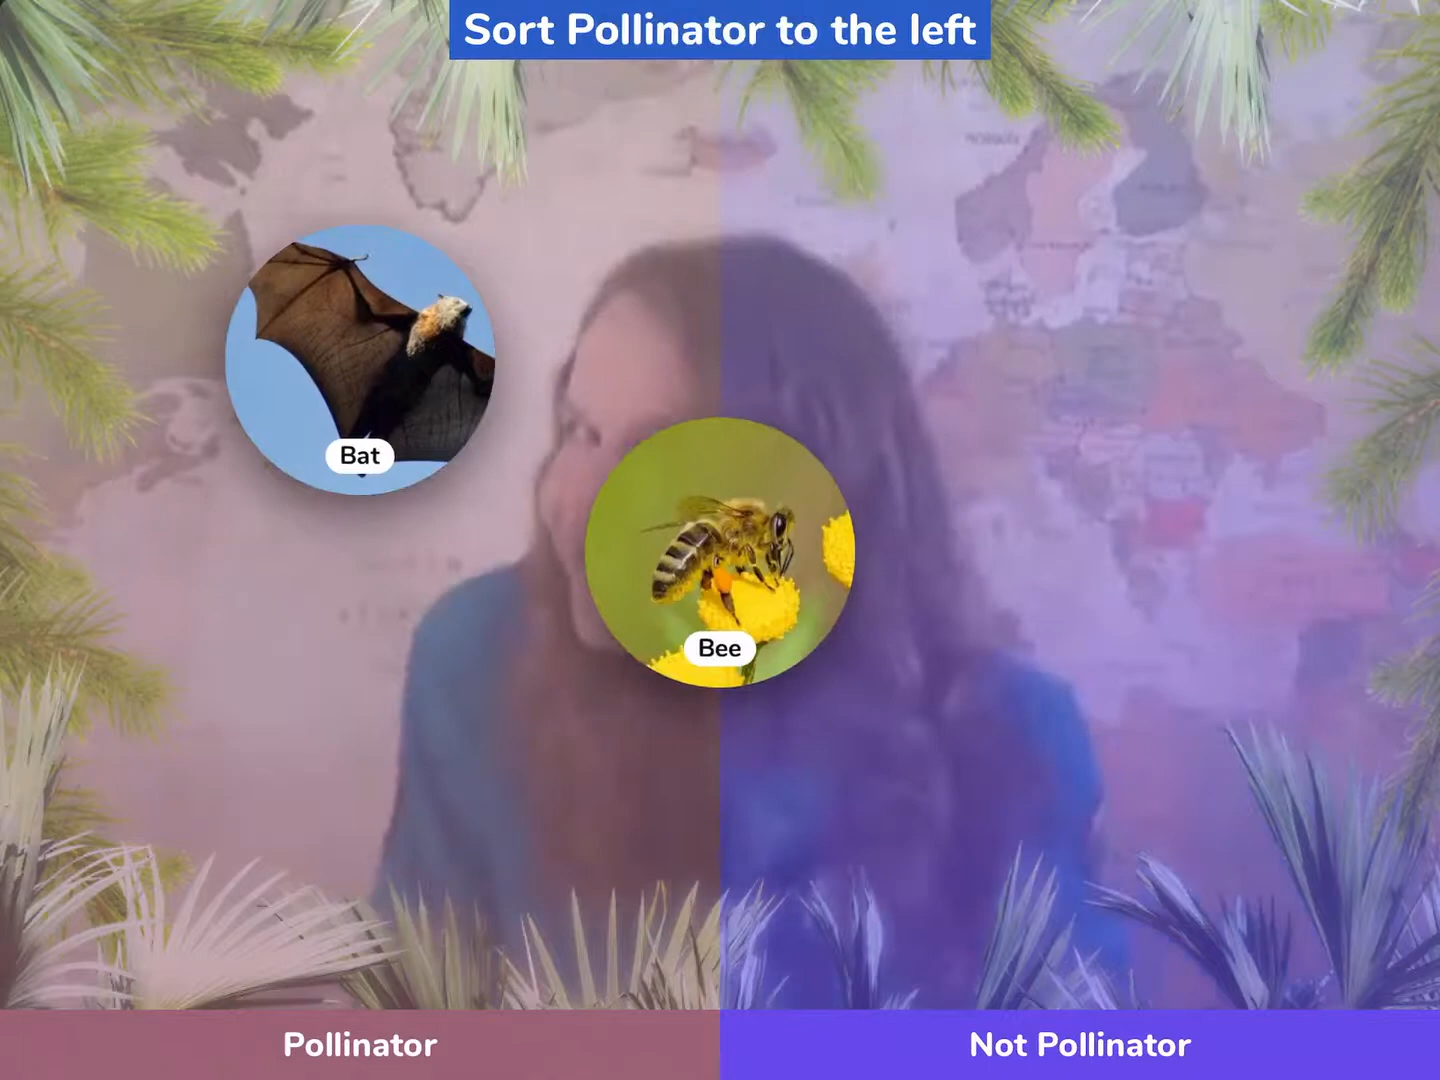 Sort Pollinator to the left
Bat
Bee
Pollinator
Not Pollinator